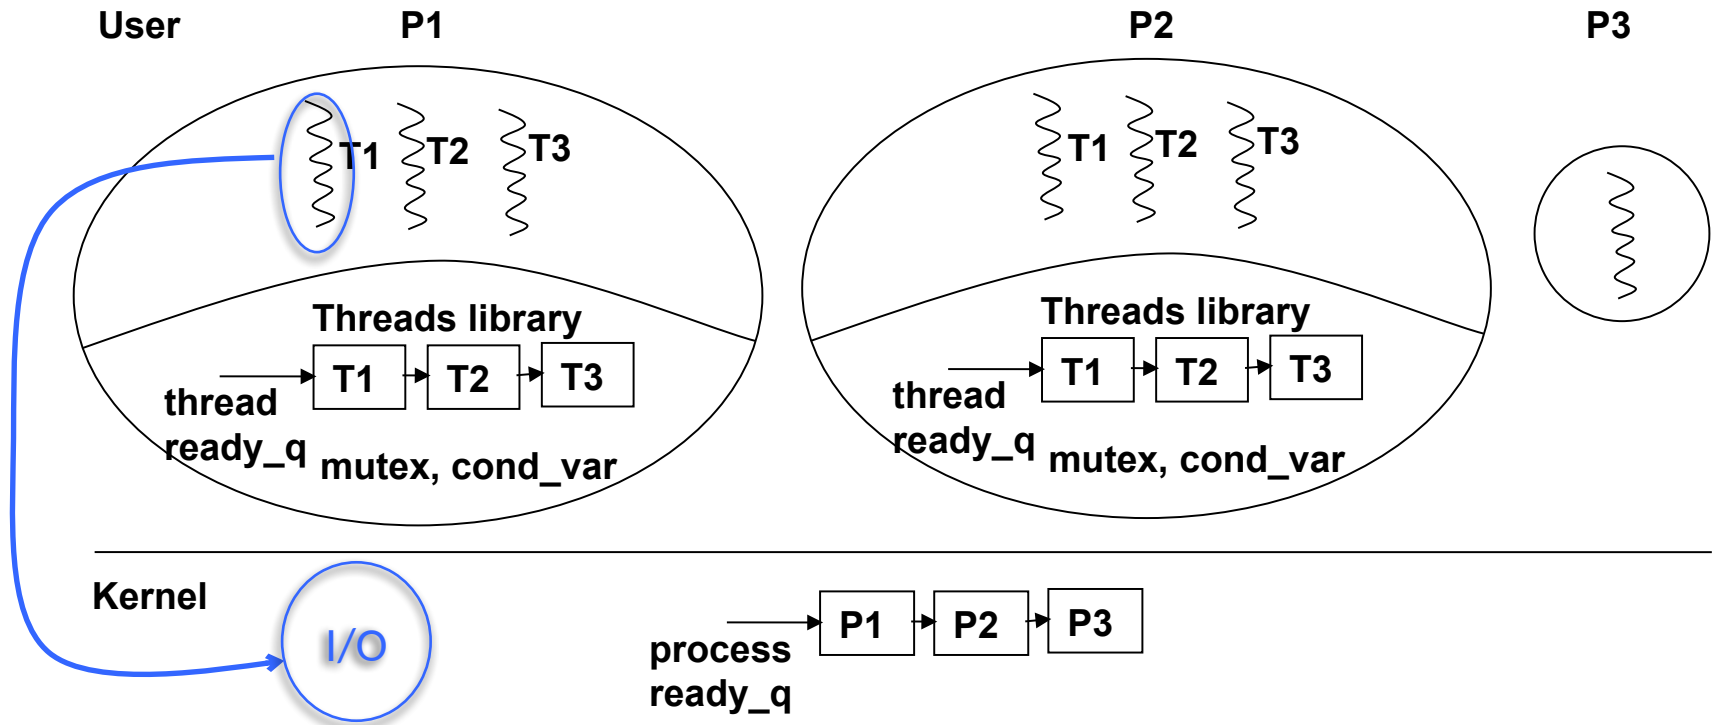 User P1 P2 P3
T1 T2 T3
T1 T2 T3
Threads library
T1 T2 T3
thread
ready_q
mutex, cond_var
Threads library
T1 T2 T3
thread
ready_q
mutex, cond_var
Kernel
I/O
P1 P2 P3
process
ready_q